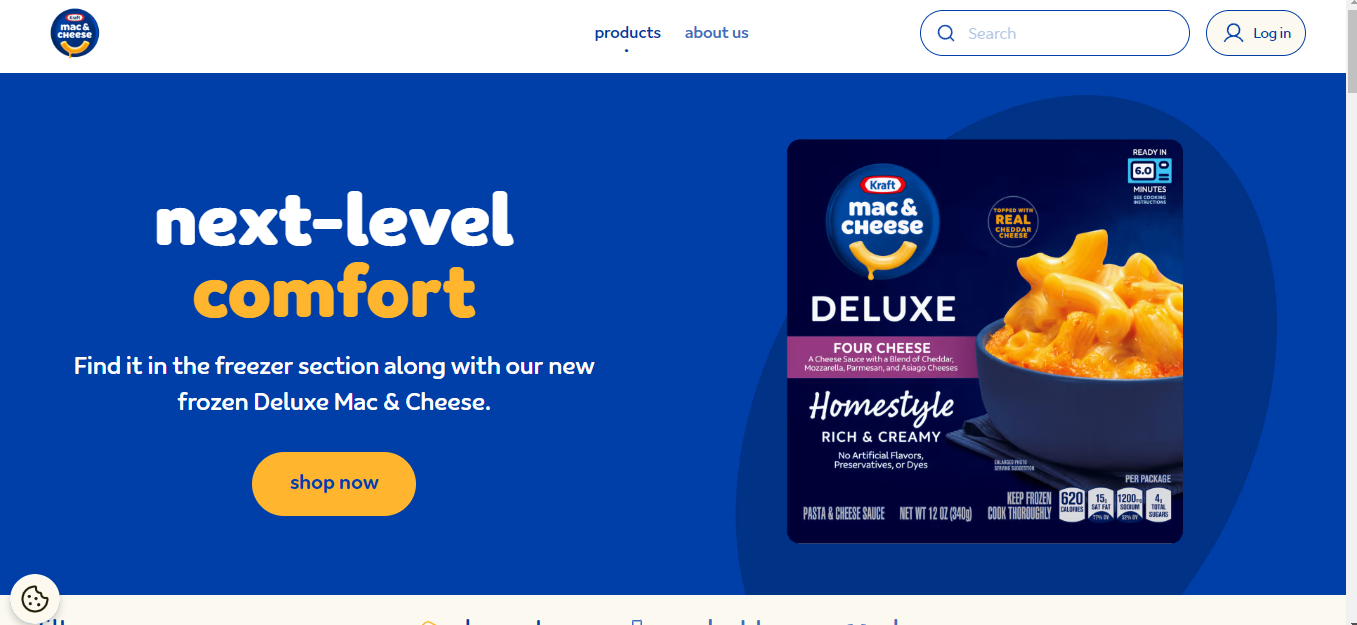 Kraft
mac &
cheese
products
about us
Search
Log in
next-level
comfort
Find it in the freezer section along with our new
frozen Deluxe Mac & Cheese.
shop now
READY IN
6.0
MINUTES
SEE COOKING
INSTRUCTIONS
Kraft
mac &
cheese
TOPPED WITH
REAL
CHEDDAR
CHEESE
DELUXE
FOUR CHEESE
A Cheese Sauce with a Blend of Cheddar,
Mozzarella, Parmesan, and Asiago Cheeses
Homestyle
RICH & CREAMY
No Artificial Flavors,
Preservatives, or Dyes
ENLARGED PHOTO
SERVING SUGGESTION
PER PACKAGE
PASTA & CHEESE SAUCE NET WT 12 OZ (340g)
KEEP FROZEN
COOK THOROUGHLY
620
CALORIES
15g
SAT FAT
77% DV
1200mg
SODIUM
52% DV
4g
TOTAL
SUGARS